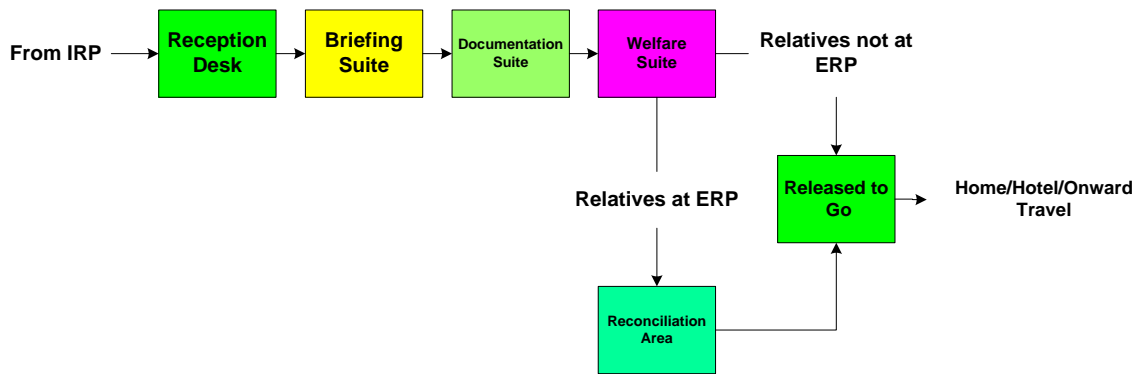 From IRP
Reception
Desk
Briefing
Suite
Documentation
Suite
Welfare
Suite
Relatives not at
ERP
Relatives at ERP
Released to
Go
Home/Hotel/Onward
Travel
Reconciliation
Area